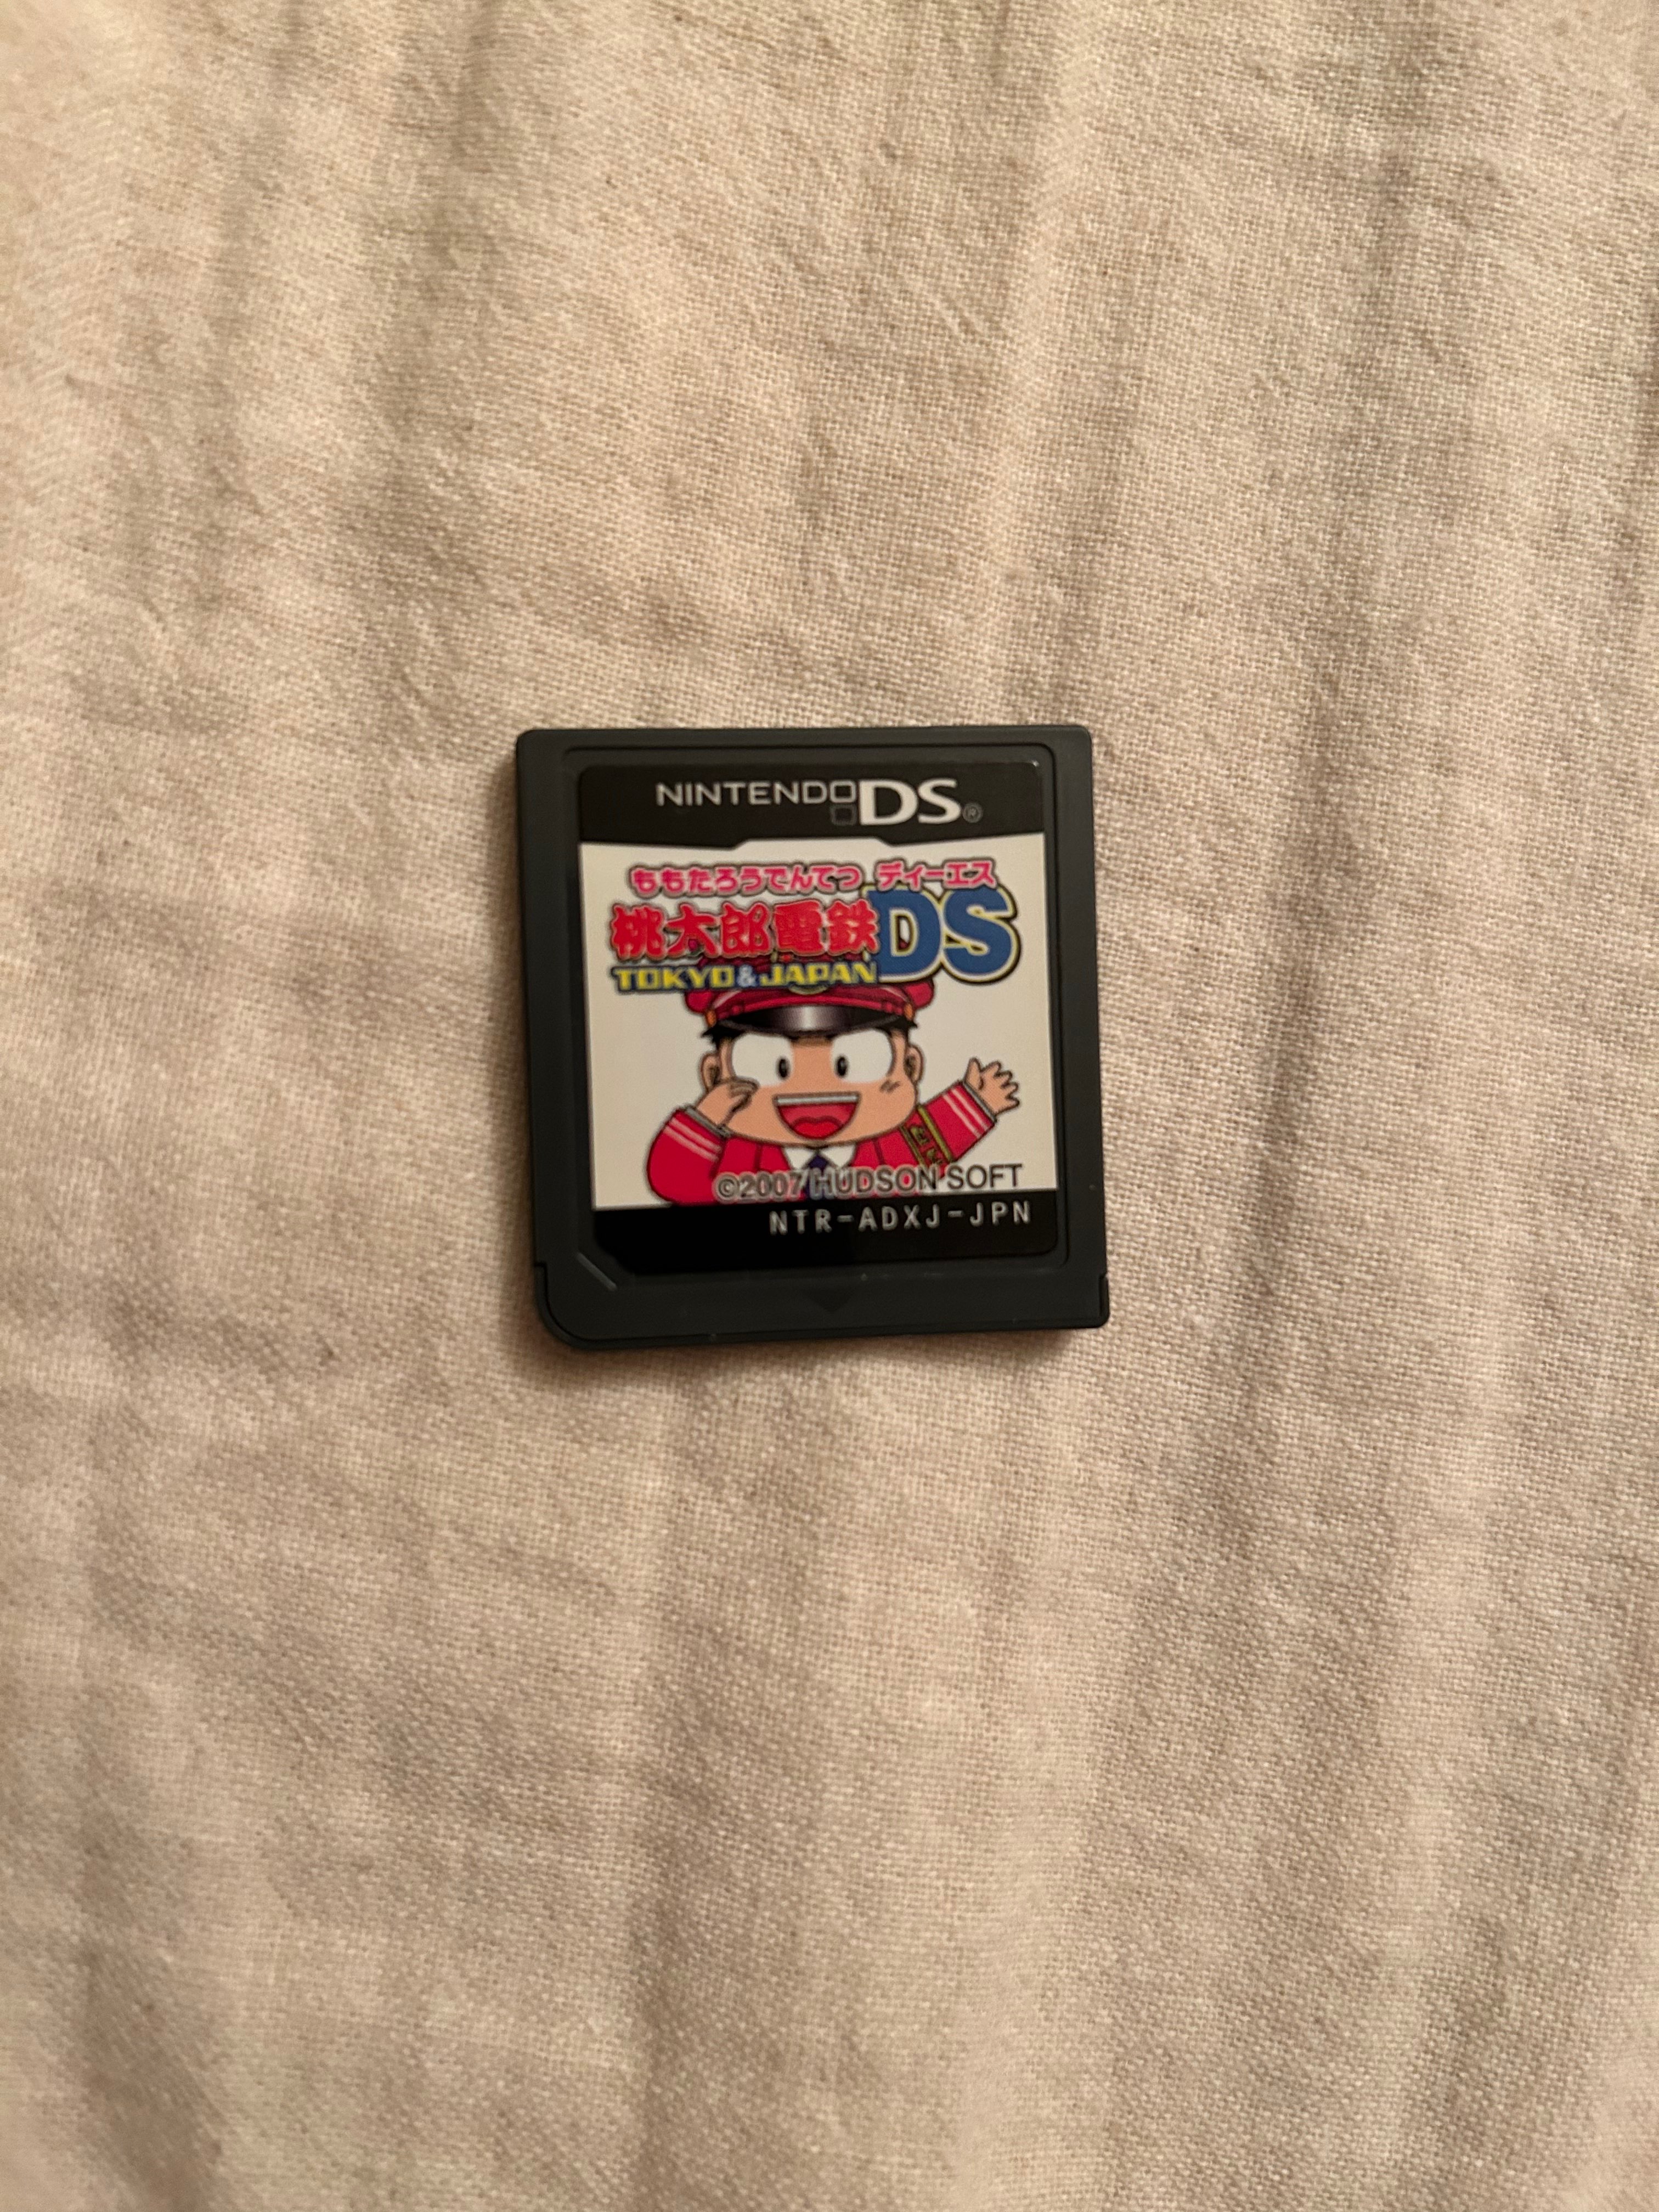 NINTENDO DS®
ももたろうでんてつ ディーエス
桃太郎電鉄DS
TOKYO&JAPAN
©2007 HUDSON SOFT
NTR-ADXJ-JPN